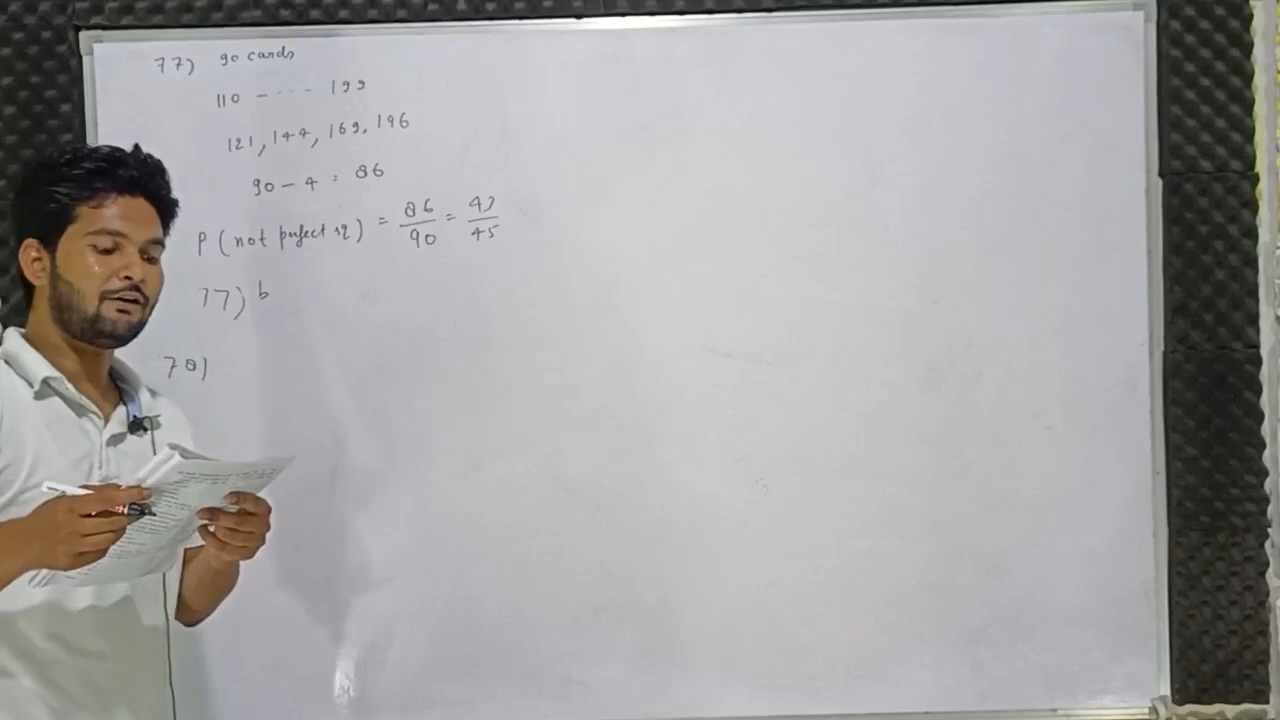 77) 90 cards
110 - ... - 199
121, 144, 169, 196
90 - 4 = 86
P (not perfect sq) = 86/90 = 43/45
77) b
78)